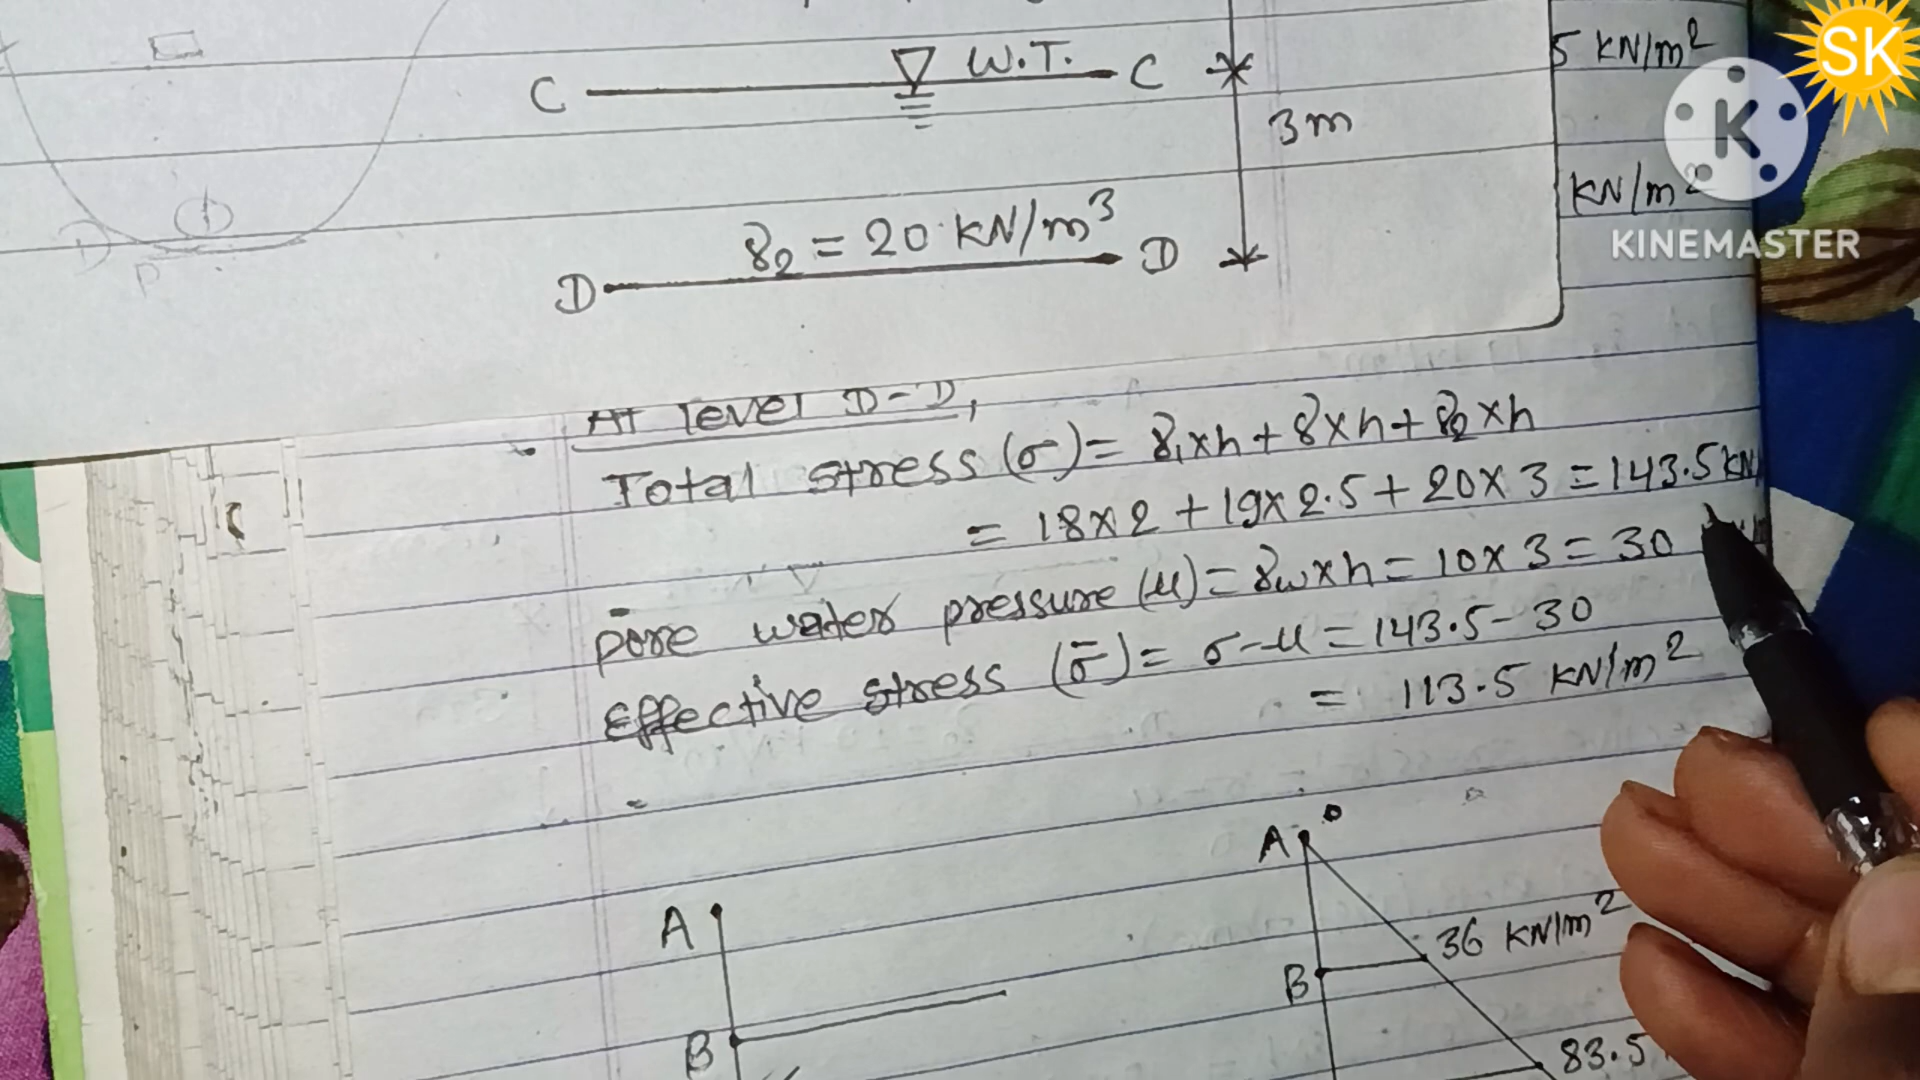 SK
K
KINEMASTER
5 KN/m²
KN/m²
C W.T. C
3m
γ₂ = 20 KN/m³
D D
At level D-D,
Total stress (σ) = γ₁xh + γxh + γ₂xh
= 18x2 + 19x2.5 + 20x3 = 143.5 KN
pore water pressure (u) = γwxh = 10x3 = 30
Effective stress (σ̄) = σ-u = 143.5-30
= 113.5 KN/m²
A
B
A 0
B 36 KN/m²
83.5